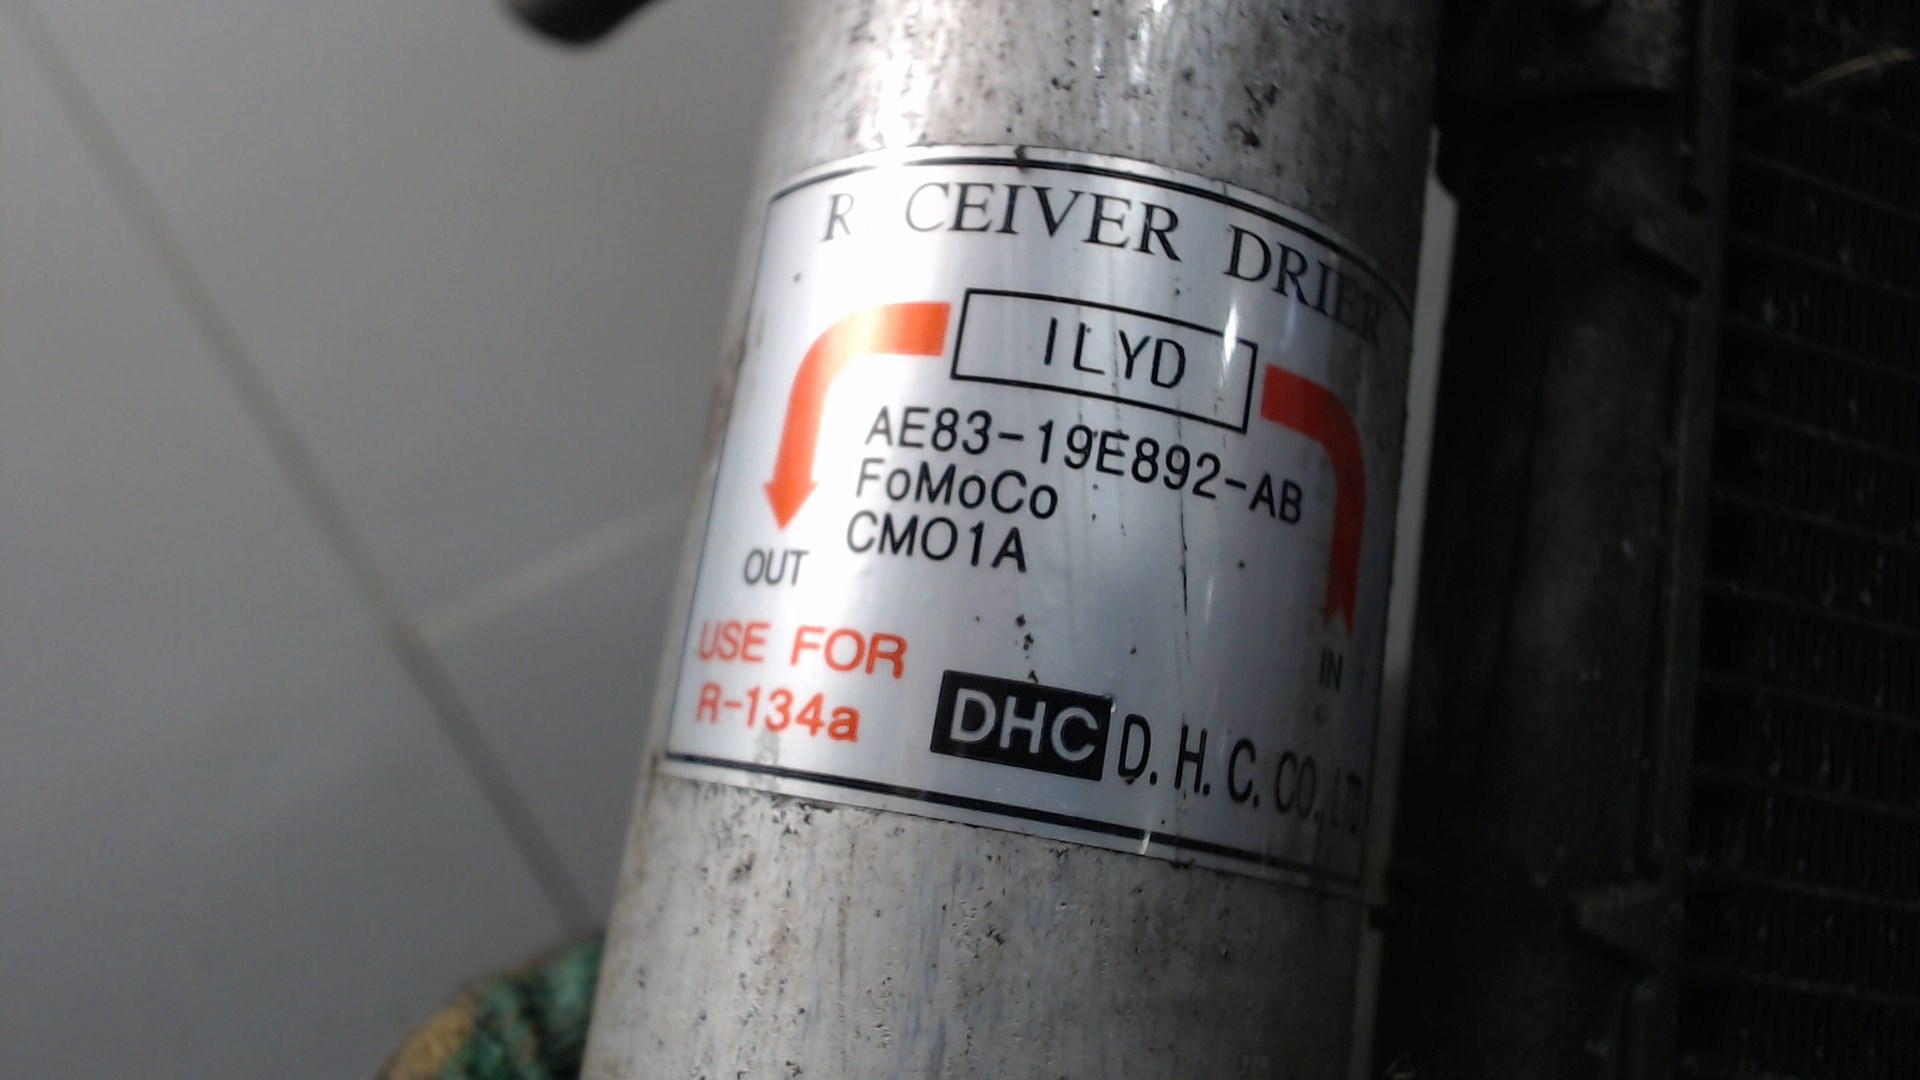 R CEIVER DRIER
ILYD
AE83-19E892-AB
FoMoCo
CMO1A
OUT
IN
USE FOR
R-134a
DHC D. H. C. CO., LTD.